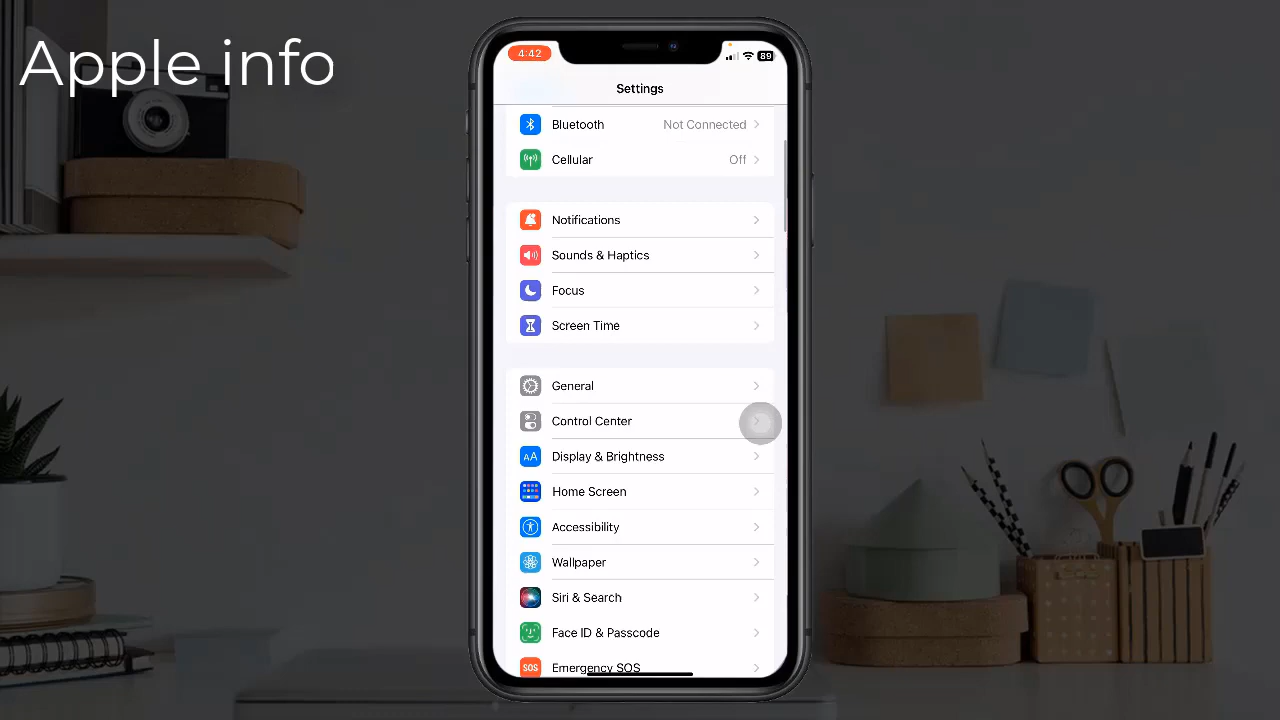 Apple info
4:42
89
Settings
Bluetooth Not Connected
Cellular Off
Notifications
Sounds & Haptics
Focus
Screen Time
General
Control Center
AA Display & Brightness
Home Screen
Accessibility
Wallpaper
Siri & Search
Face ID & Passcode
SOS Emergency SOS